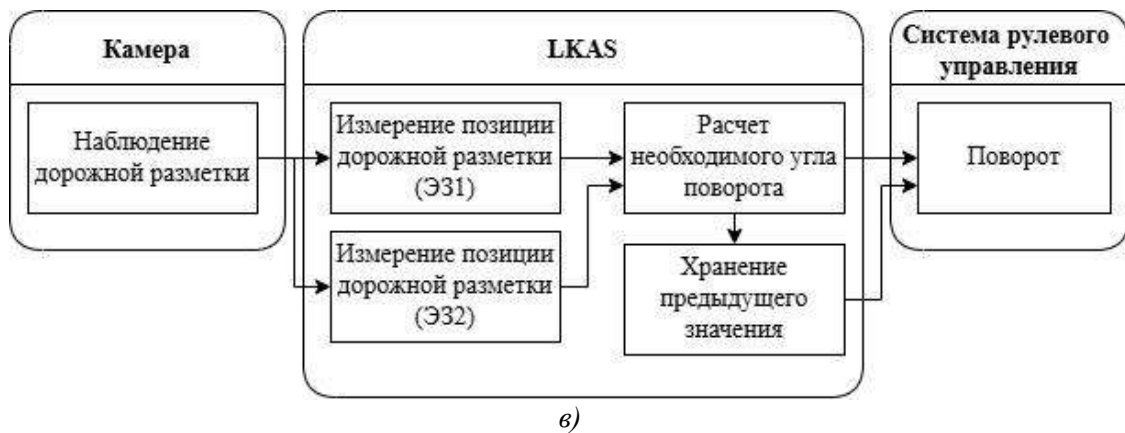 Камера
Наблюдение
дорожной разметки
LKAS
Измерение позиции
дорожной разметки
(ЭЗ1)
Измерение позиции
дорожной разметки
(ЭЗ2)
Расчет
необходимого угла
поворота
Хранение
предыдущего
значения
Система рулевого
управления
Поворот
в)